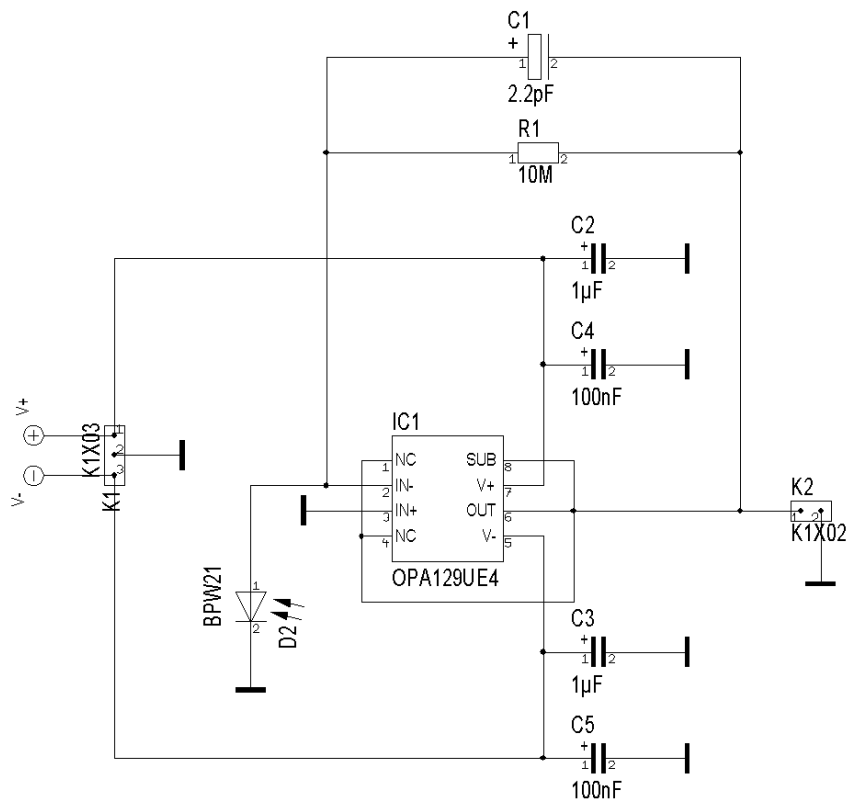 C1
+
1 2
2.2pF
R1
1 2
10M
C2
+
1 2
1µF
C4
+
1 2
100nF
V+
+
K1X03
1
2
3
K1
−
V-
IC1
NC SUB
1 8
IN- V+
2 7
IN+ OUT
3 6
NC V-
4 5
OPA129UE4
K2
1 2
K1X02
BPW21
1
2
D2
C3
+
1 2
1µF
C5
+
1 2
100nF